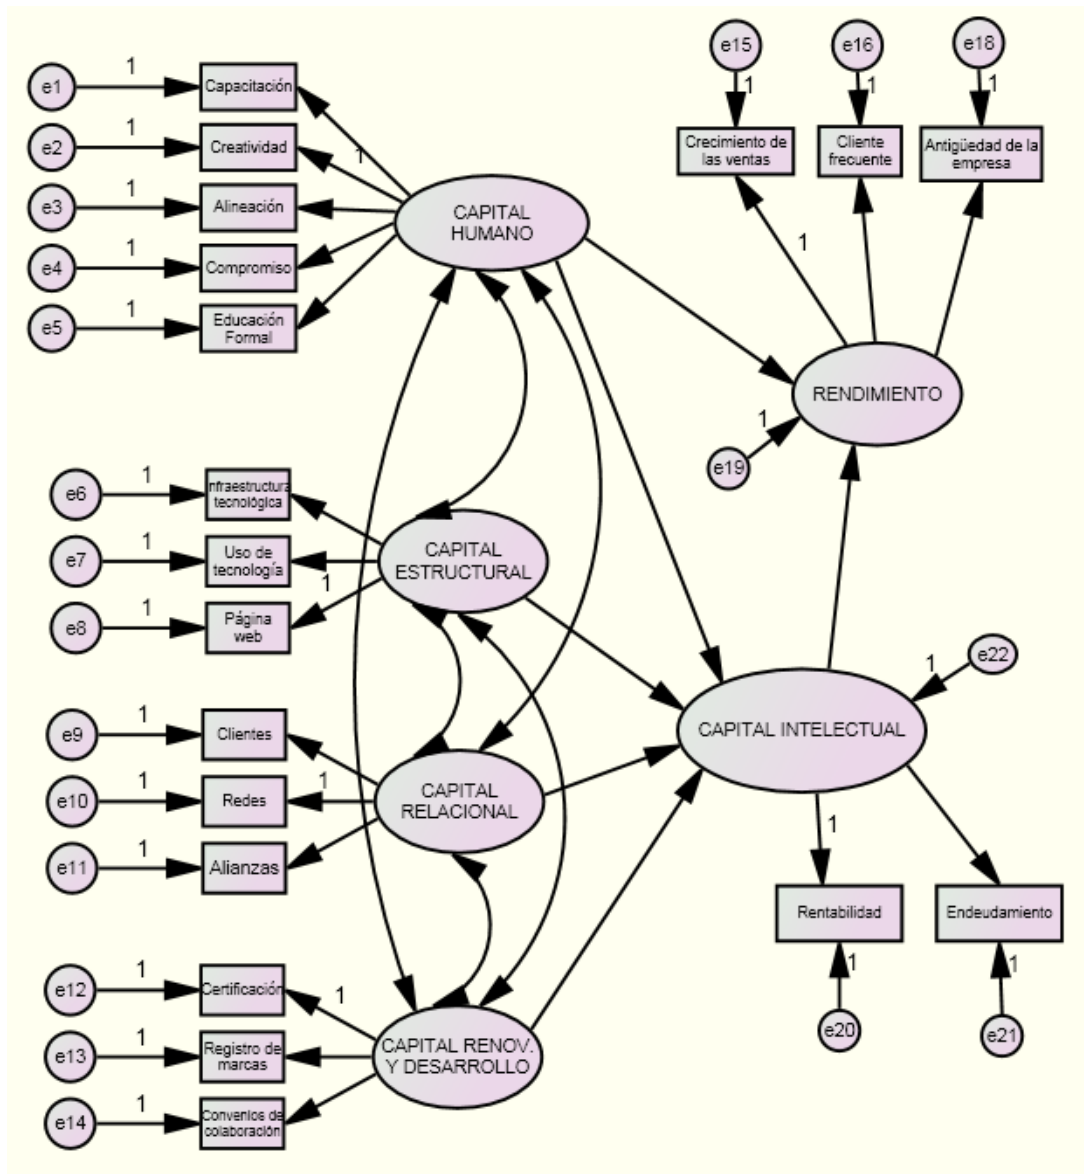 e15
e16
e18
1
1
1
Crecimiento de
las ventas
Cliente
frecuente
Antigüedad de la
empresa
1
e1
1
Capacitación
e2
1
Creatividad
1
e3
1
Alineación
e4
1
Compromiso
e5
1
Educación
Formal
CAPITAL
HUMANO
RENDIMIENTO
e19
1
e6
1
nfraestructura
tecnológica
e7
1
Uso de
tecnología
e8
1
Página
web
1
CAPITAL
ESTRUCTURAL
e22
1
CAPITAL INTELECTUAL
e9
1
Clientes
e10
1
Redes
1
e11
1
Alianzas
CAPITAL
RELACIONAL
1
Rentabilidad
Endeudamiento
1
1
e20
e21
e12
1
Certificación
1
e13
1
Registro de
marcas
e14
1
Convenios de
colaboración
CAPITAL RENOV.
Y DESARROLLO